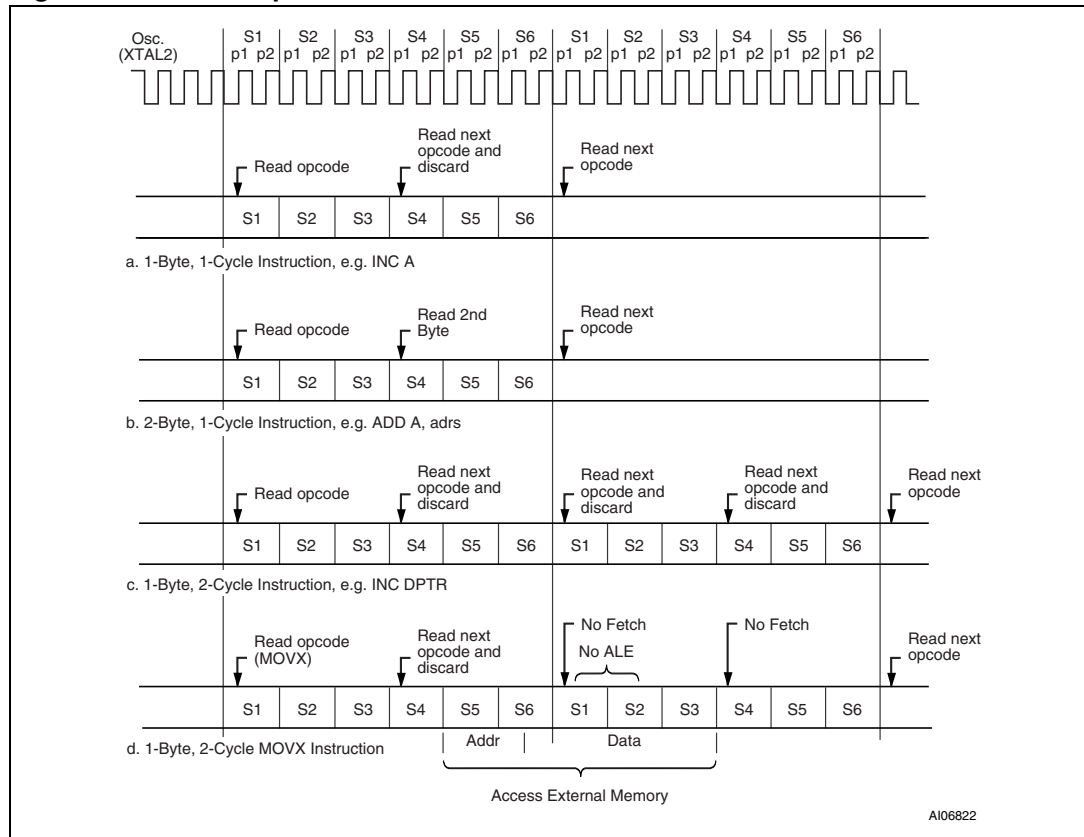 Osc.
(XTAL2)
S1 S2 S3 S4 S5 S6 S1 S2 S3 S4 S5 S6
p1 p2 p1 p2 p1 p2 p1 p2 p1 p2 p1 p2 p1 p2 p1 p2 p1 p2 p1 p2 p1 p2 p1 p2
Read opcode
Read next
opcode and
discard
Read next
opcode
S1 S2 S3 S4 S5 S6
a. 1-Byte, 1-Cycle Instruction, e.g. INC A
Read opcode
Read 2nd
Byte
Read next
opcode
S1 S2 S3 S4 S5 S6
b. 2-Byte, 1-Cycle Instruction, e.g. ADD A, adrs
Read opcode
Read next
opcode and
discard
Read next
opcode and
discard
Read next
opcode and
discard
Read next
opcode
S1 S2 S3 S4 S5 S6 S1 S2 S3 S4 S5 S6
c. 1-Byte, 2-Cycle Instruction, e.g. INC DPTR
Read opcode
(MOVX)
Read next
opcode and
discard
No Fetch
No ALE
No Fetch
Read next
opcode
S1 S2 S3 S4 S5 S6 S1 S2 S3 S4 S5 S6
d. 1-Byte, 2-Cycle MOVX Instruction
Addr
Data
Access External Memory
AI06822